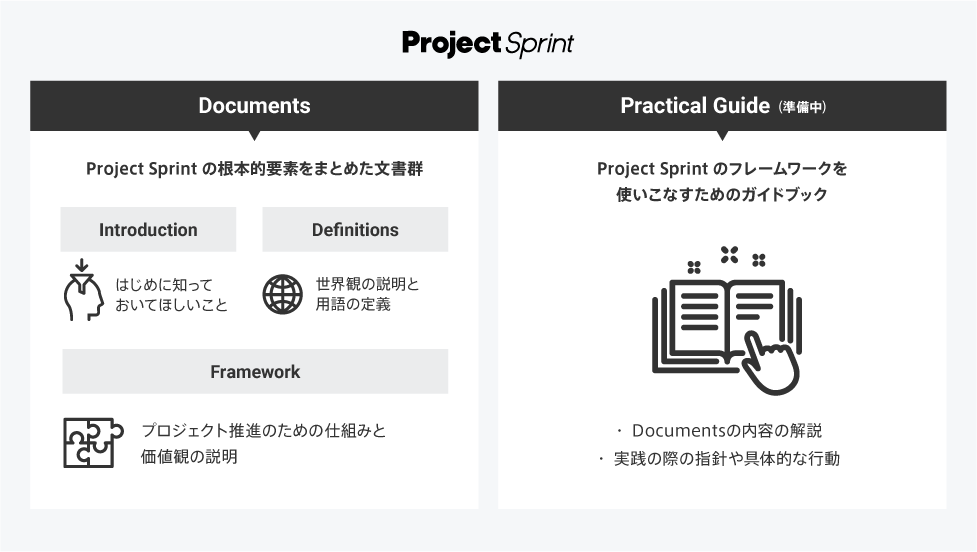 Project Sprint
Documents
Project Sprint の根本的要素をまとめた文書群
Introduction
はじめに知って
おいてほしいこと
Definitions
世界観の説明と
用語の定義
Framework
プロジェクト推進のための仕組みと
価値観の説明
Practical Guide (準備中)
Project Sprint のフレームワークを
使いこなすためのガイドブック
・ Documentsの内容の解説
・ 実践の際の指針や具体的な行動